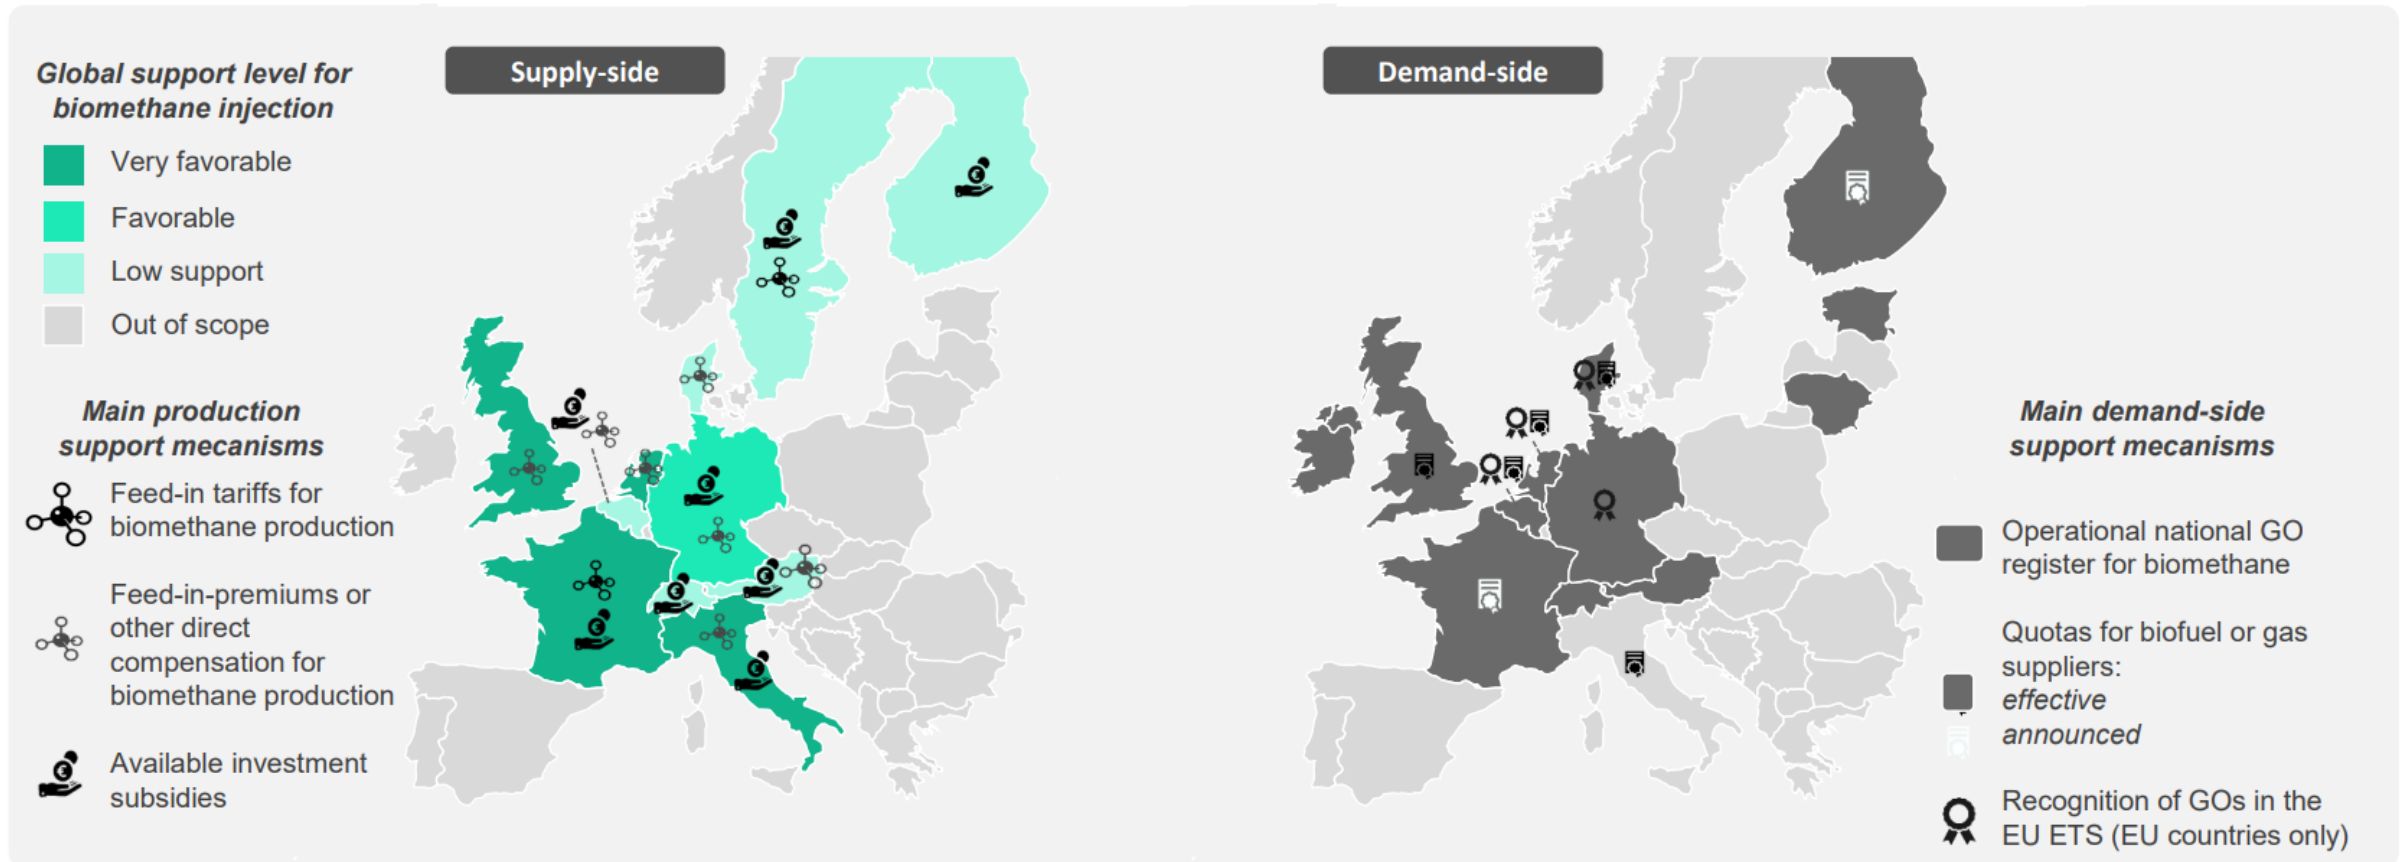 Global support level for
biomethane injection
Very favorable
Favorable
Low support
Out of scope
Main production
support mecanisms
Feed-in tariffs for
biomethane production
Feed-in-premiums or
other direct
compensation for
biomethane production
Available investment
subsidies
Supply-side
Demand-side
Main demand-side
support mecanisms
Operational national GO
register for biomethane
Quotas for biofuel or gas
suppliers:
effective
announced
Recognition of GOs in the
EU ETS (EU countries only)